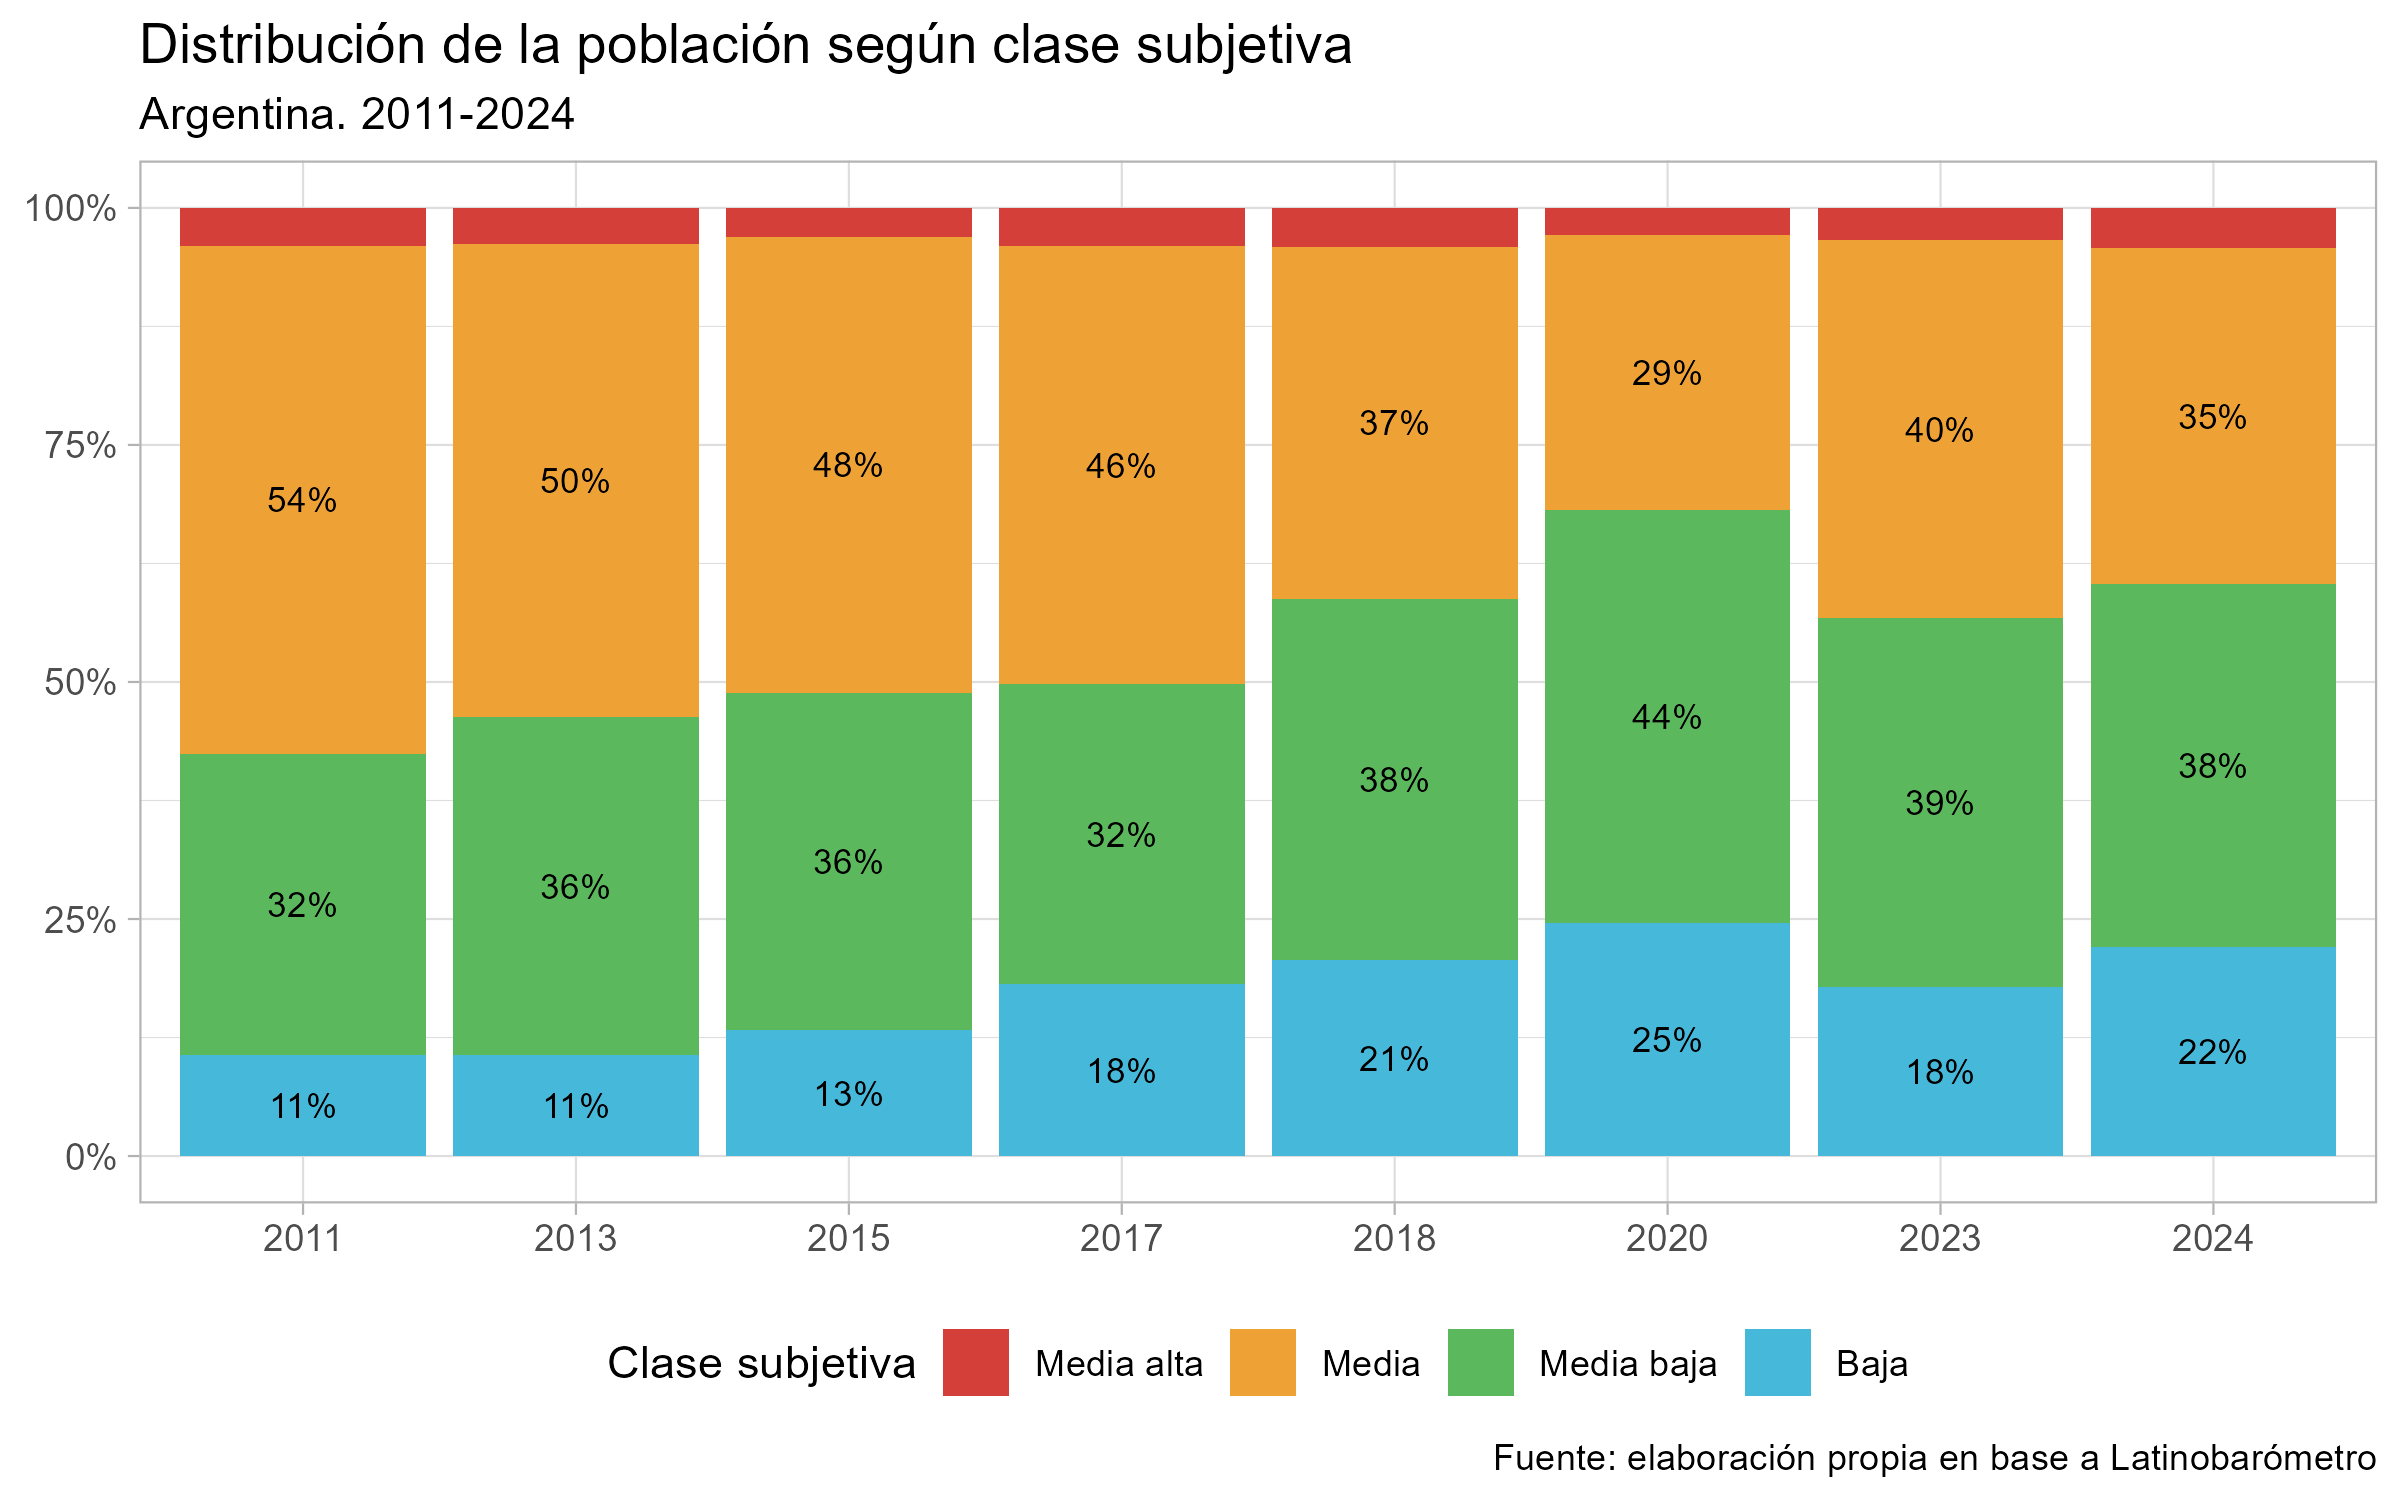 Distribución de la población según clase subjetiva
Argentina. 2011-2024
100%
75%
50%
25%
0%
54% 50% 48% 46% 37% 29% 40% 35%
32% 36% 36% 32% 38% 44% 39% 38%
11% 11% 13% 18% 21% 25% 18% 22%
2011 2013 2015 2017 2018 2020 2023 2024
Clase subjetiva Media alta Media Media baja Baja
Fuente: elaboración propia en base a Latinobarómetro